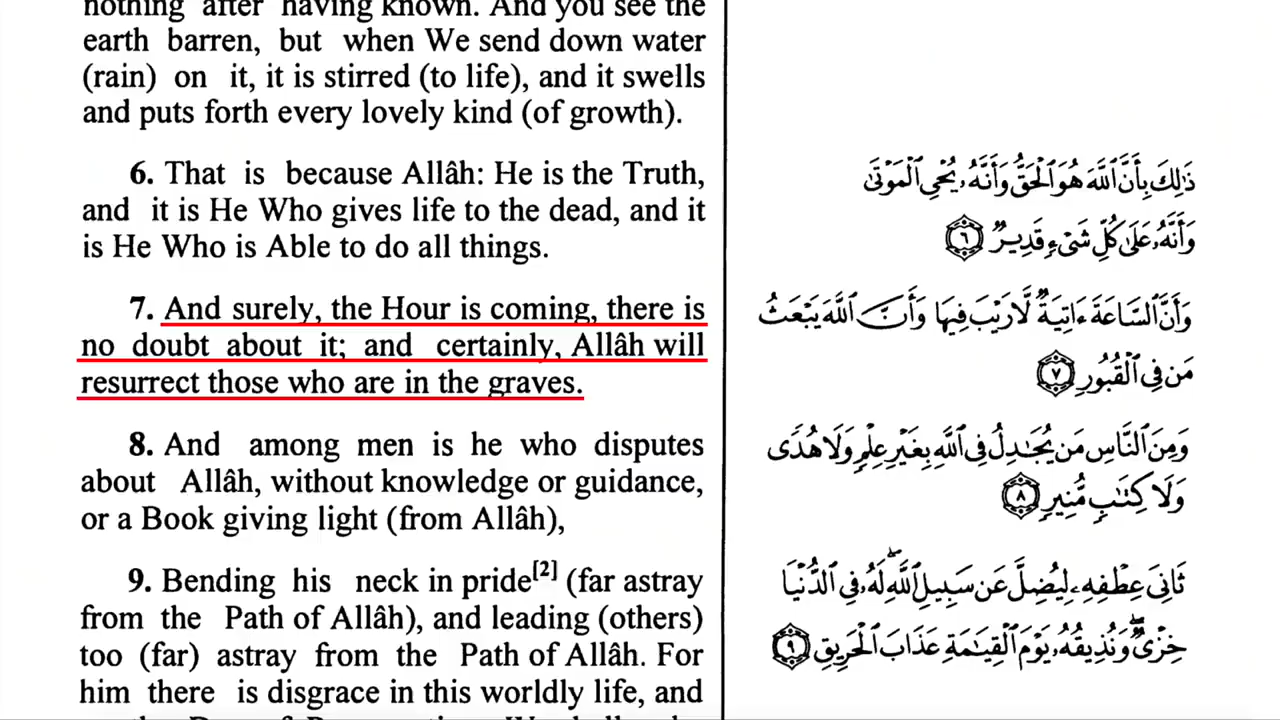 nothing after having known. And you see the
earth barren, but when We send down water
(rain) on it, it is stirred (to life), and it swells
and puts forth every lovely kind (of growth).
6. That is because Allâh: He is the Truth,
and it is He Who gives life to the dead, and it
is He Who is Able to do all things.
7. And surely, the Hour is coming, there is
no doubt about it; and certainly, Allâh will
resurrect those who are in the graves.
8. And among men is he who disputes
about Allâh, without knowledge or guidance,
or a Book giving light (from Allâh),
9. Bending his neck in pride[2] (far astray
from the Path of Allâh), and leading (others)
too (far) astray from the Path of Allâh. For
him there is disgrace in this worldly life, and
ذَٰلِكَ بِأَنَّ ٱللَّهَ هُوَ ٱلْحَقُّ وَأَنَّهُۥ يُحْىِ ٱلْمَوْتَىٰ
وَأَنَّهُۥ عَلَىٰ كُلِّ شَىْءٍ قَدِيرٌ ٦
وَأَنَّ ٱلسَّاعَةَ ءَاتِيَةٌ لَّا رَيْبَ فِيهَا وَأَنَّ ٱللَّهَ يَبْعَثُ
مَن فِى ٱلْقُبُورِ ٧
وَمِنَ ٱلنَّاسِ مَن يُجَٰدِلُ فِى ٱللَّهِ بِغَيْرِ عِلْمٍ وَلَا هُدًى
وَلَا كِتَٰبٍ مُّنِيرٍ ٨
ثَانِىَ عِطْفِهِۦ لِيُضِلَّ عَن سَبِيلِ ٱللَّهِ ۖ لَهُۥ فِى ٱلدُّنْيَا
خِزْىٌ ۖ وَنُذِيقُهُۥ يَوْمَ ٱلْقِيَٰمَةِ عَذَابَ ٱلْحَرِيقِ ٩